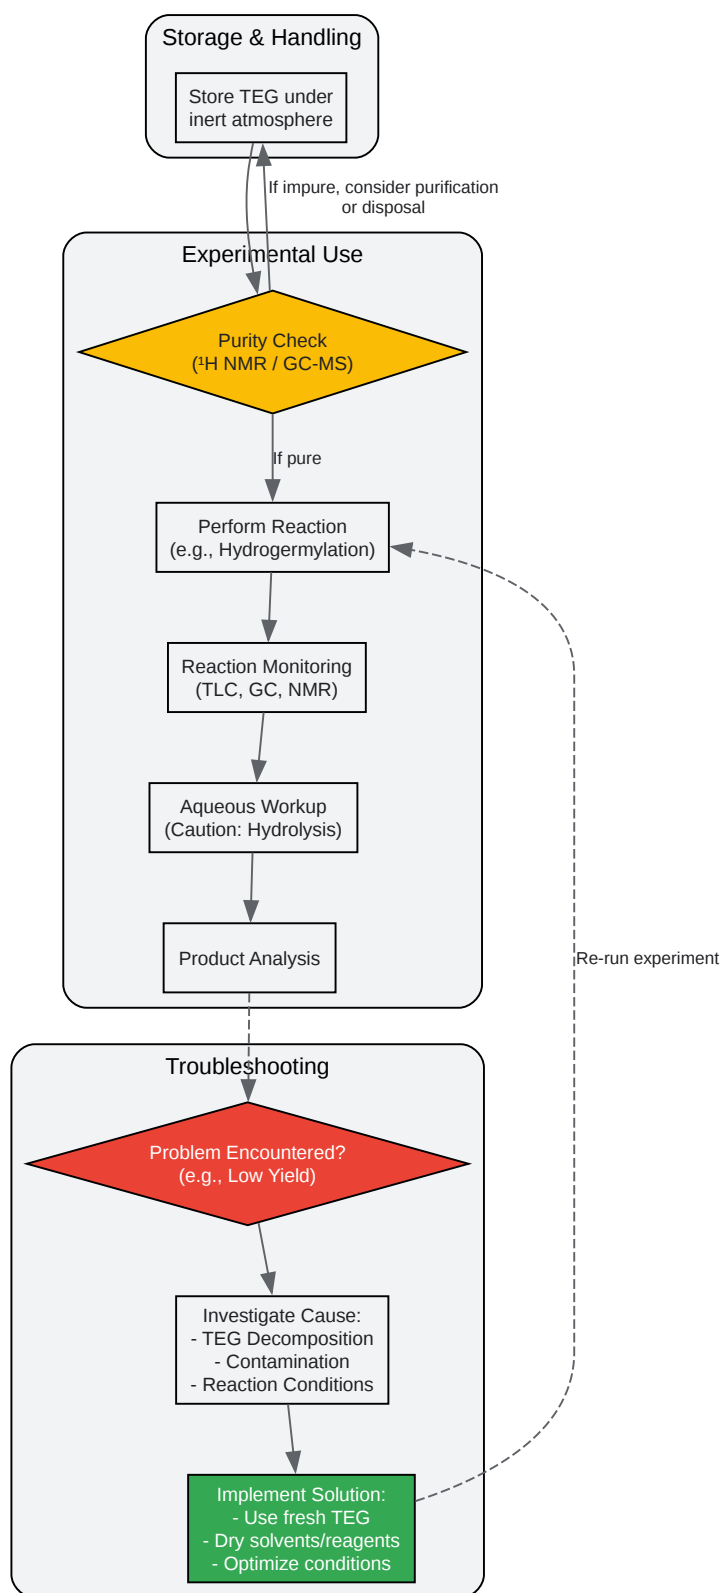 Storage & Handling
Store TEG under
inert atmosphere
If impure, consider purification
or disposal
Experimental Use
Purity Check
(¹H NMR / GC-MS)
If pure
Perform Reaction
(e.g., Hydrogermylation)
Reaction Monitoring
(TLC, GC, NMR)
Aqueous Workup
(Caution: Hydrolysis)
Product Analysis
Re-run experiment
Troubleshooting
Problem Encountered?
(e.g., Low Yield)
Investigate Cause:
- TEG Decomposition
- Contamination
- Reaction Conditions
Implement Solution:
- Use fresh TEG
- Dry solvents/reagents
- Optimize conditions